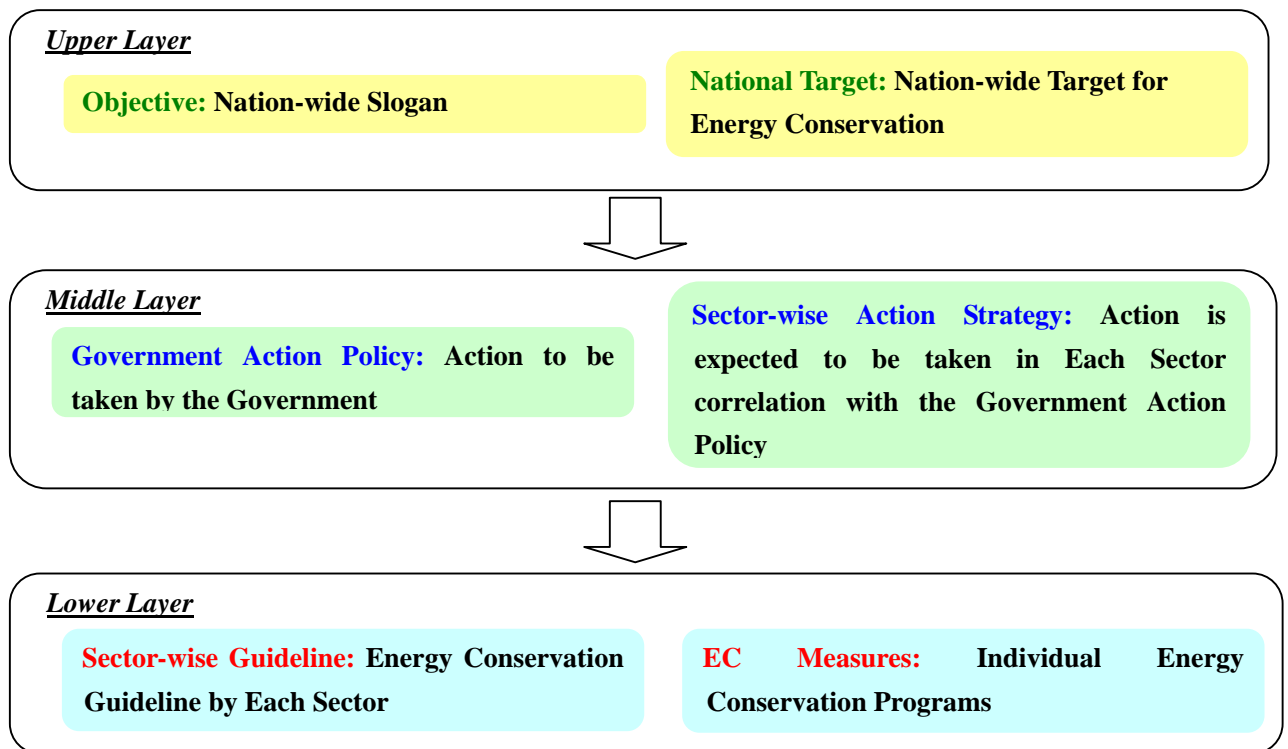 Upper Layer
Objective: Nation-wide Slogan
National Target: Nation-wide Target for
Energy Conservation
Middle Layer
Government Action Policy: Action to be
taken by the Government
Sector-wise Action Strategy: Action is
expected to be taken in Each Sector
correlation with the Government Action
Policy
Lower Layer
Sector-wise Guideline: Energy Conservation
Guideline by Each Sector
EC Measures: Individual Energy
Conservation Programs